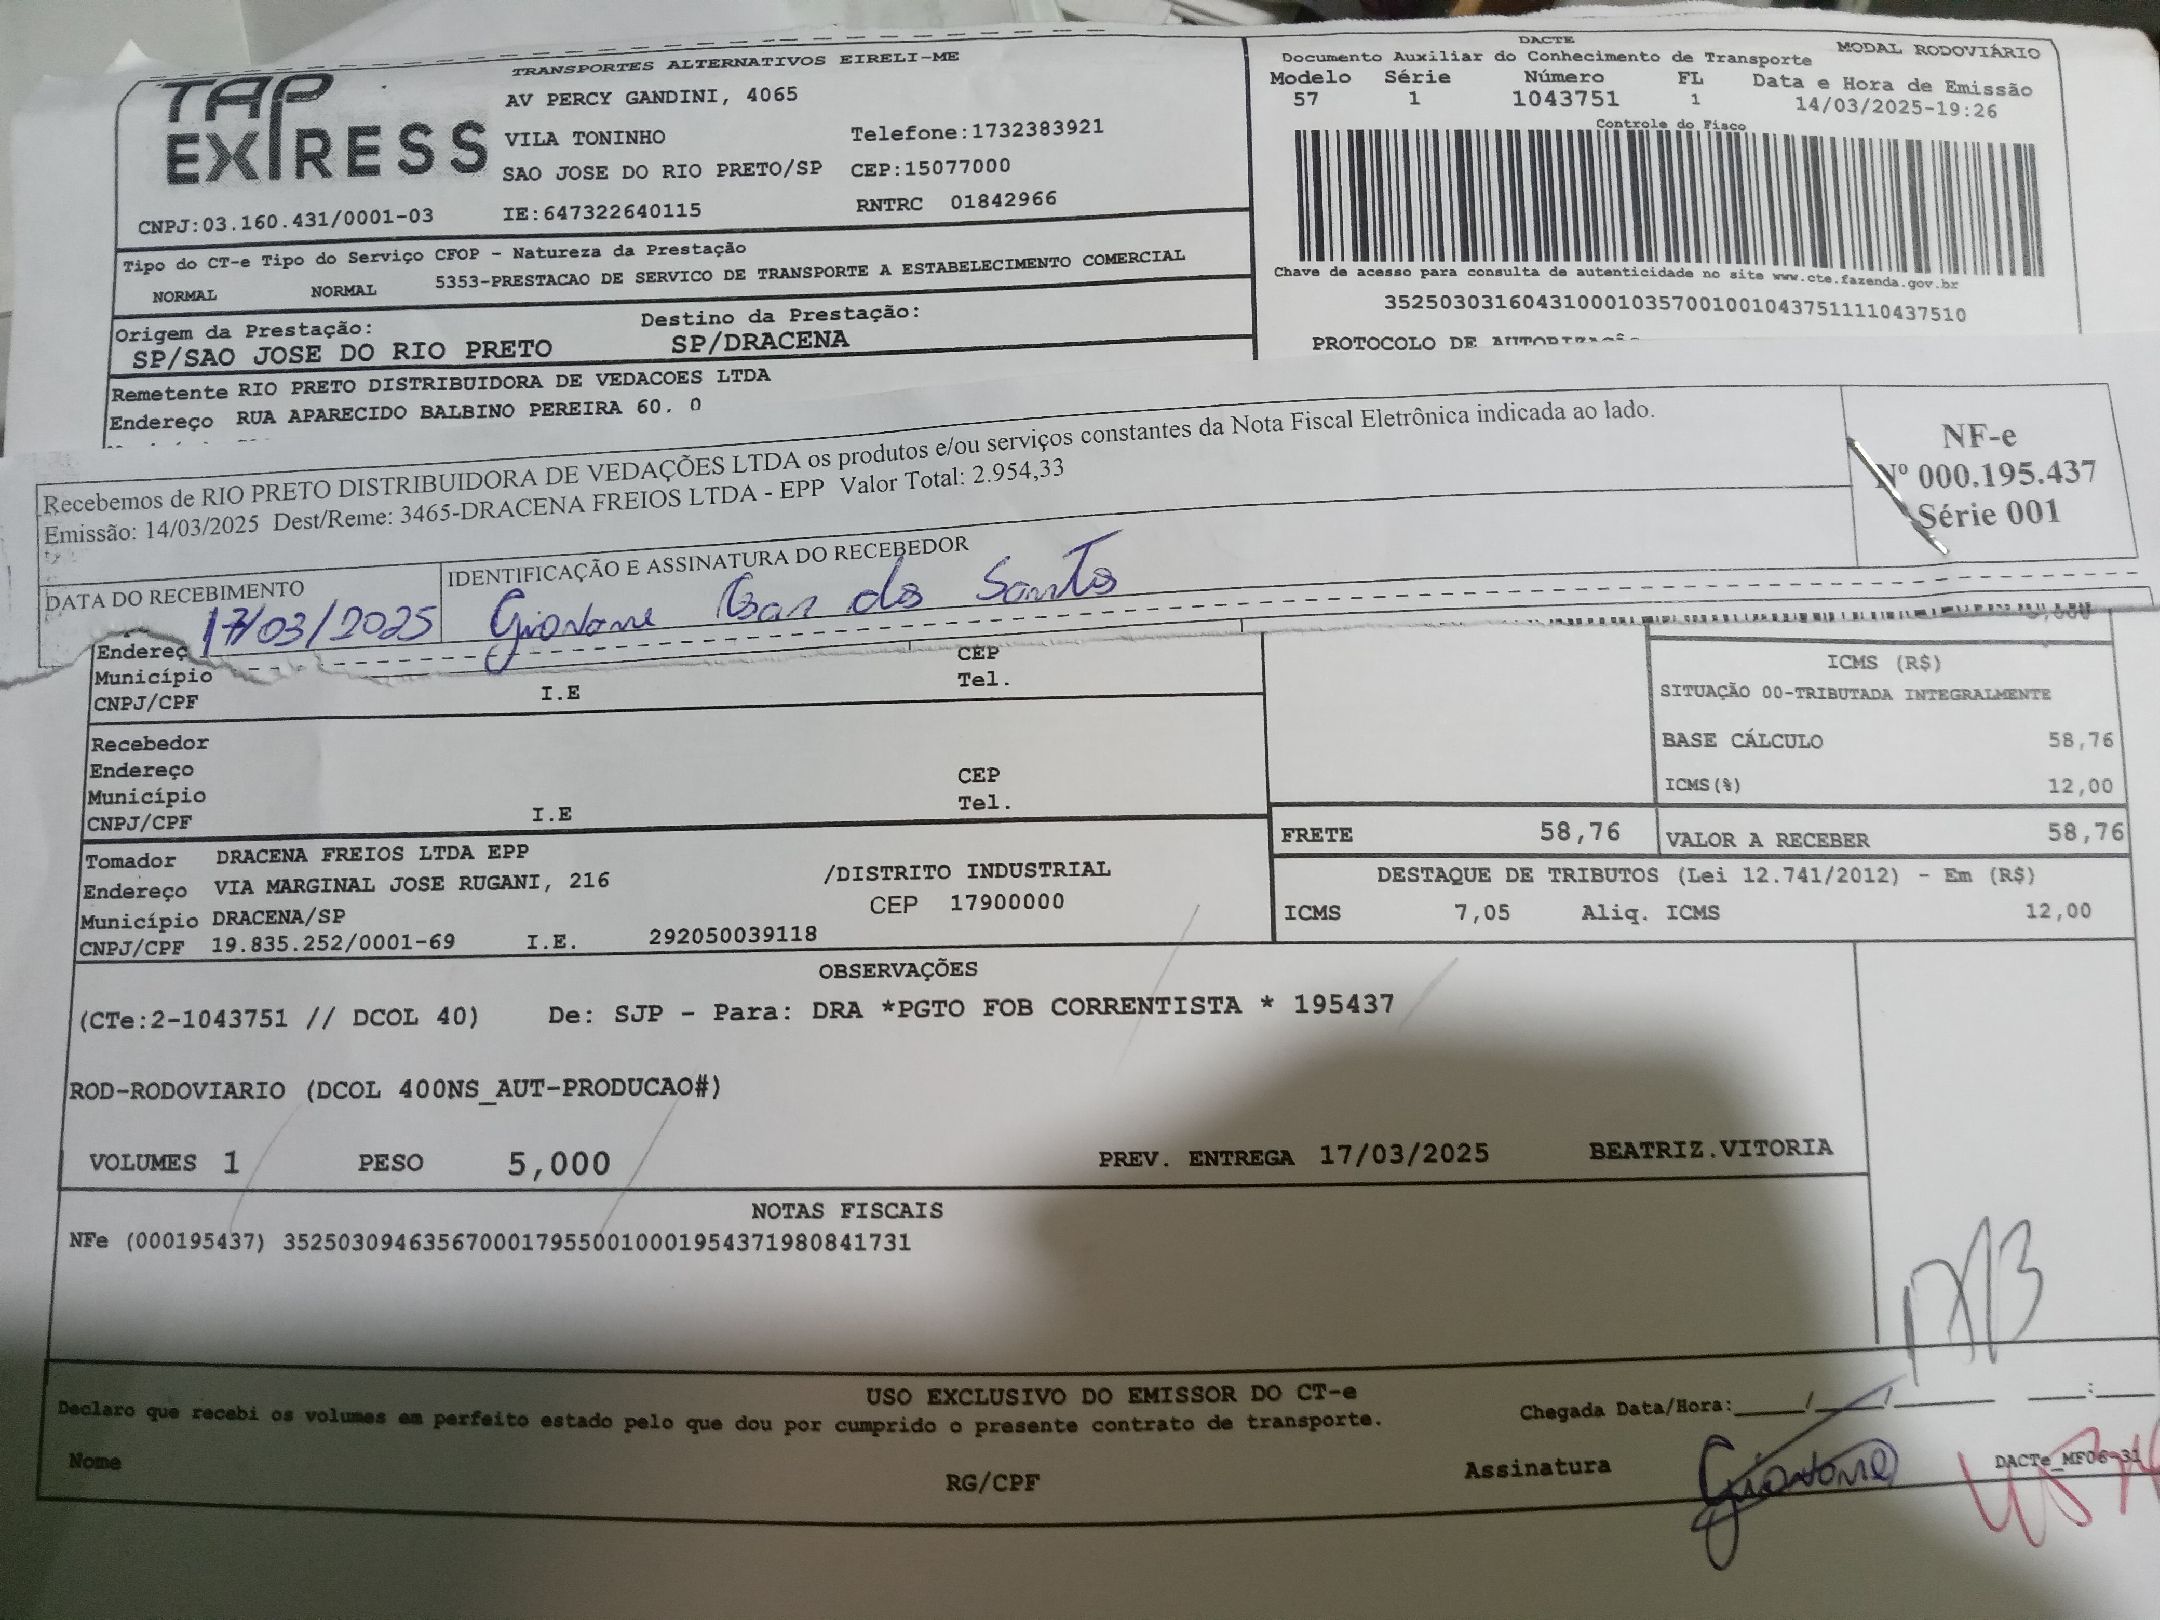 TAP EXPRESS
TRANSPORTES ALTERNATIVOS EIRELI-ME
AV PERCY GANDINI, 4065
VILA TONINHO Telefone:1732383921
SAO JOSE DO RIO PRETO/SP CEP:15077000
CNPJ:03.160.431/0001-03 IE:647322640115 RNTRC 01842966
DACTE MODAL RODOVIÁRIO
Documento Auxiliar do Conhecimento de Transporte
Modelo Série Número FL Data e Hora de Emissão
57 1 1043751 1 14/03/2025-19:26
Controle do Fisco
Chave de acesso para consulta de autenticidade no site www.cte.fazenda.gov.br
35250303160431000103570010010437511110437510
PROTOCOLO DE
Tipo do CT-e Tipo do Serviço CFOP - Natureza da Prestação
NORMAL NORMAL 5353-PRESTACAO DE SERVICO DE TRANSPORTE A ESTABELECIMENTO COMERCIAL
Origem da Prestação: Destino da Prestação:
SP/SAO JOSE DO RIO PRETO SP/DRACENA
Remetente RIO PRETO DISTRIBUIDORA DE VEDACOES LTDA
Endereço RUA APARECIDO BALBINO PEREIRA 60. 0
Recebemos de RIO PRETO DISTRIBUIDORA DE VEDAÇÕES LTDA os produtos e/ou serviços constantes da Nota Fiscal Eletrônica indicada ao lado.
Emissão: 14/03/2025 Dest/Reme: 3465-DRACENA FREIOS LTDA - EPP Valor Total: 2.954,33
NF-e
Nº 000.195.437
Série 001
DATA DO RECEBIMENTO IDENTIFICAÇÃO E ASSINATURA DO RECEBEDOR
17/03/2025 Giovane dos Santos
Endereç CEP
Município Tel.
CNPJ/CPF I.E
Recebedor
Endereço CEP
Município Tel.
CNPJ/CPF I.E
ICMS (R$)
SITUAÇÃO 00-TRIBUTADA INTEGRALMENTE
BASE CÁLCULO 58,76
ICMS(%) 12,00
FRETE 58,76 VALOR A RECEBER 58,76
DESTAQUE DE TRIBUTOS (Lei 12.741/2012) - Em (R$)
ICMS 7,05 Aliq. ICMS 12,00
Tomador DRACENA FREIOS LTDA EPP
Endereço VIA MARGINAL JOSE RUGANI, 216 /DISTRITO INDUSTRIAL
Município DRACENA/SP CEP 17900000
CNPJ/CPF 19.835.252/0001-69 I.E. 292050039118
OBSERVAÇÕES
(CTe:2-1043751 // DCOL 40) De: SJP - Para: DRA *PGTO FOB CORRENTISTA * 195437
ROD-RODOVIARIO (DCOL 400NS_AUT-PRODUCAO#)
VOLUMES 1 PESO 5,000 PREV. ENTREGA 17/03/2025 BEATRIZ.VITORIA
NOTAS FISCAIS
NFe (000195437) 35250309463567000179550010001954371980841731
17/3
USO EXCLUSIVO DO EMISSOR DO CT-e
Declaro que recebi os volumes em perfeito estado pelo que dou por cumprido o presente contrato de transporte.
Chegada Data/Hora:_____/_____/______ ____:____
Nome RG/CPF Assinatura Giovane DACTe_MF06-31